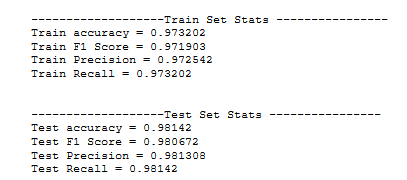 -------------------Train Set Stats ----------------
Train accuracy = 0.973202
Train F1 Score = 0.971903
Train Precision = 0.972542
Train Recall = 0.973202
-------------------Test Set Stats ----------------
Test accuracy = 0.98142
Test F1 Score = 0.980672
Test Precision = 0.981308
Test Recall = 0.98142